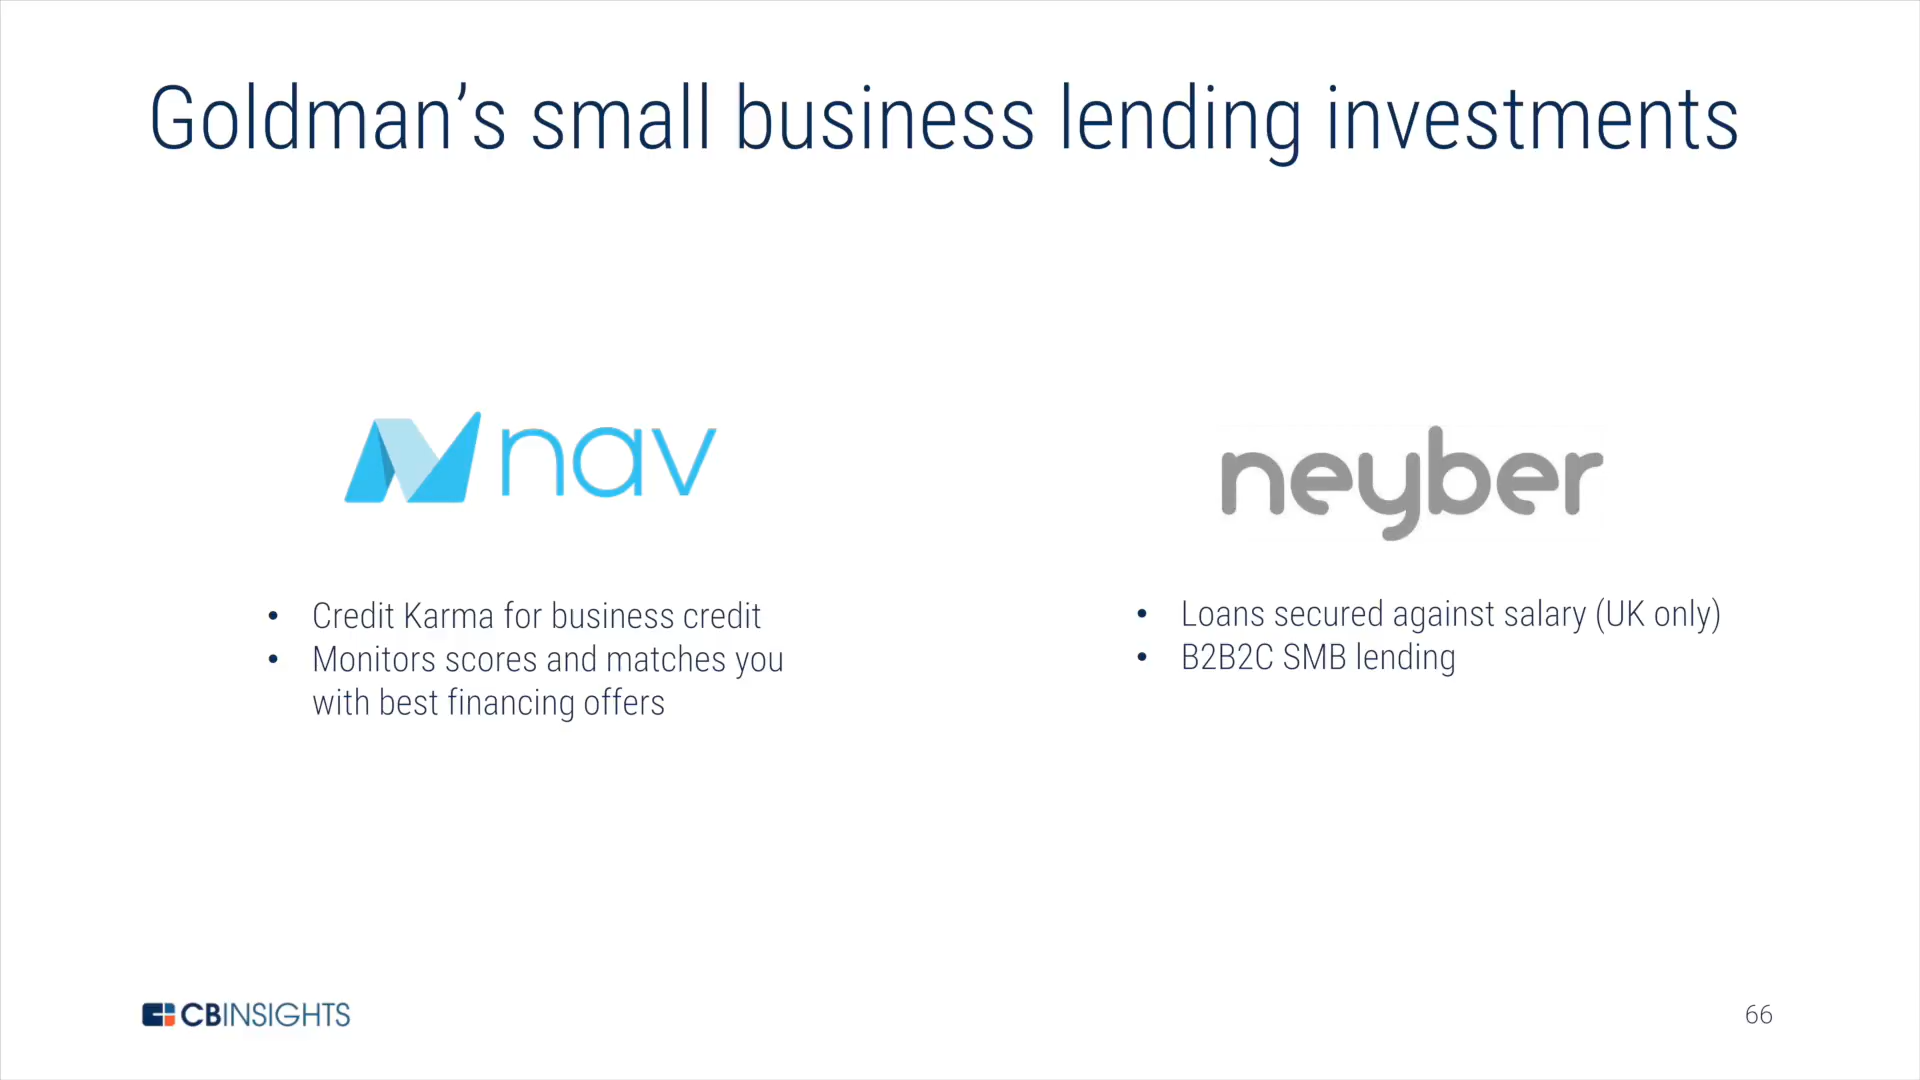 Goldman’s small business lending investments
nav
• Credit Karma for business credit
• Monitors scores and matches you
with best financing offers
neyber
• Loans secured against salary (UK only)
• B2B2C SMB lending
CBINSIGHTS
66